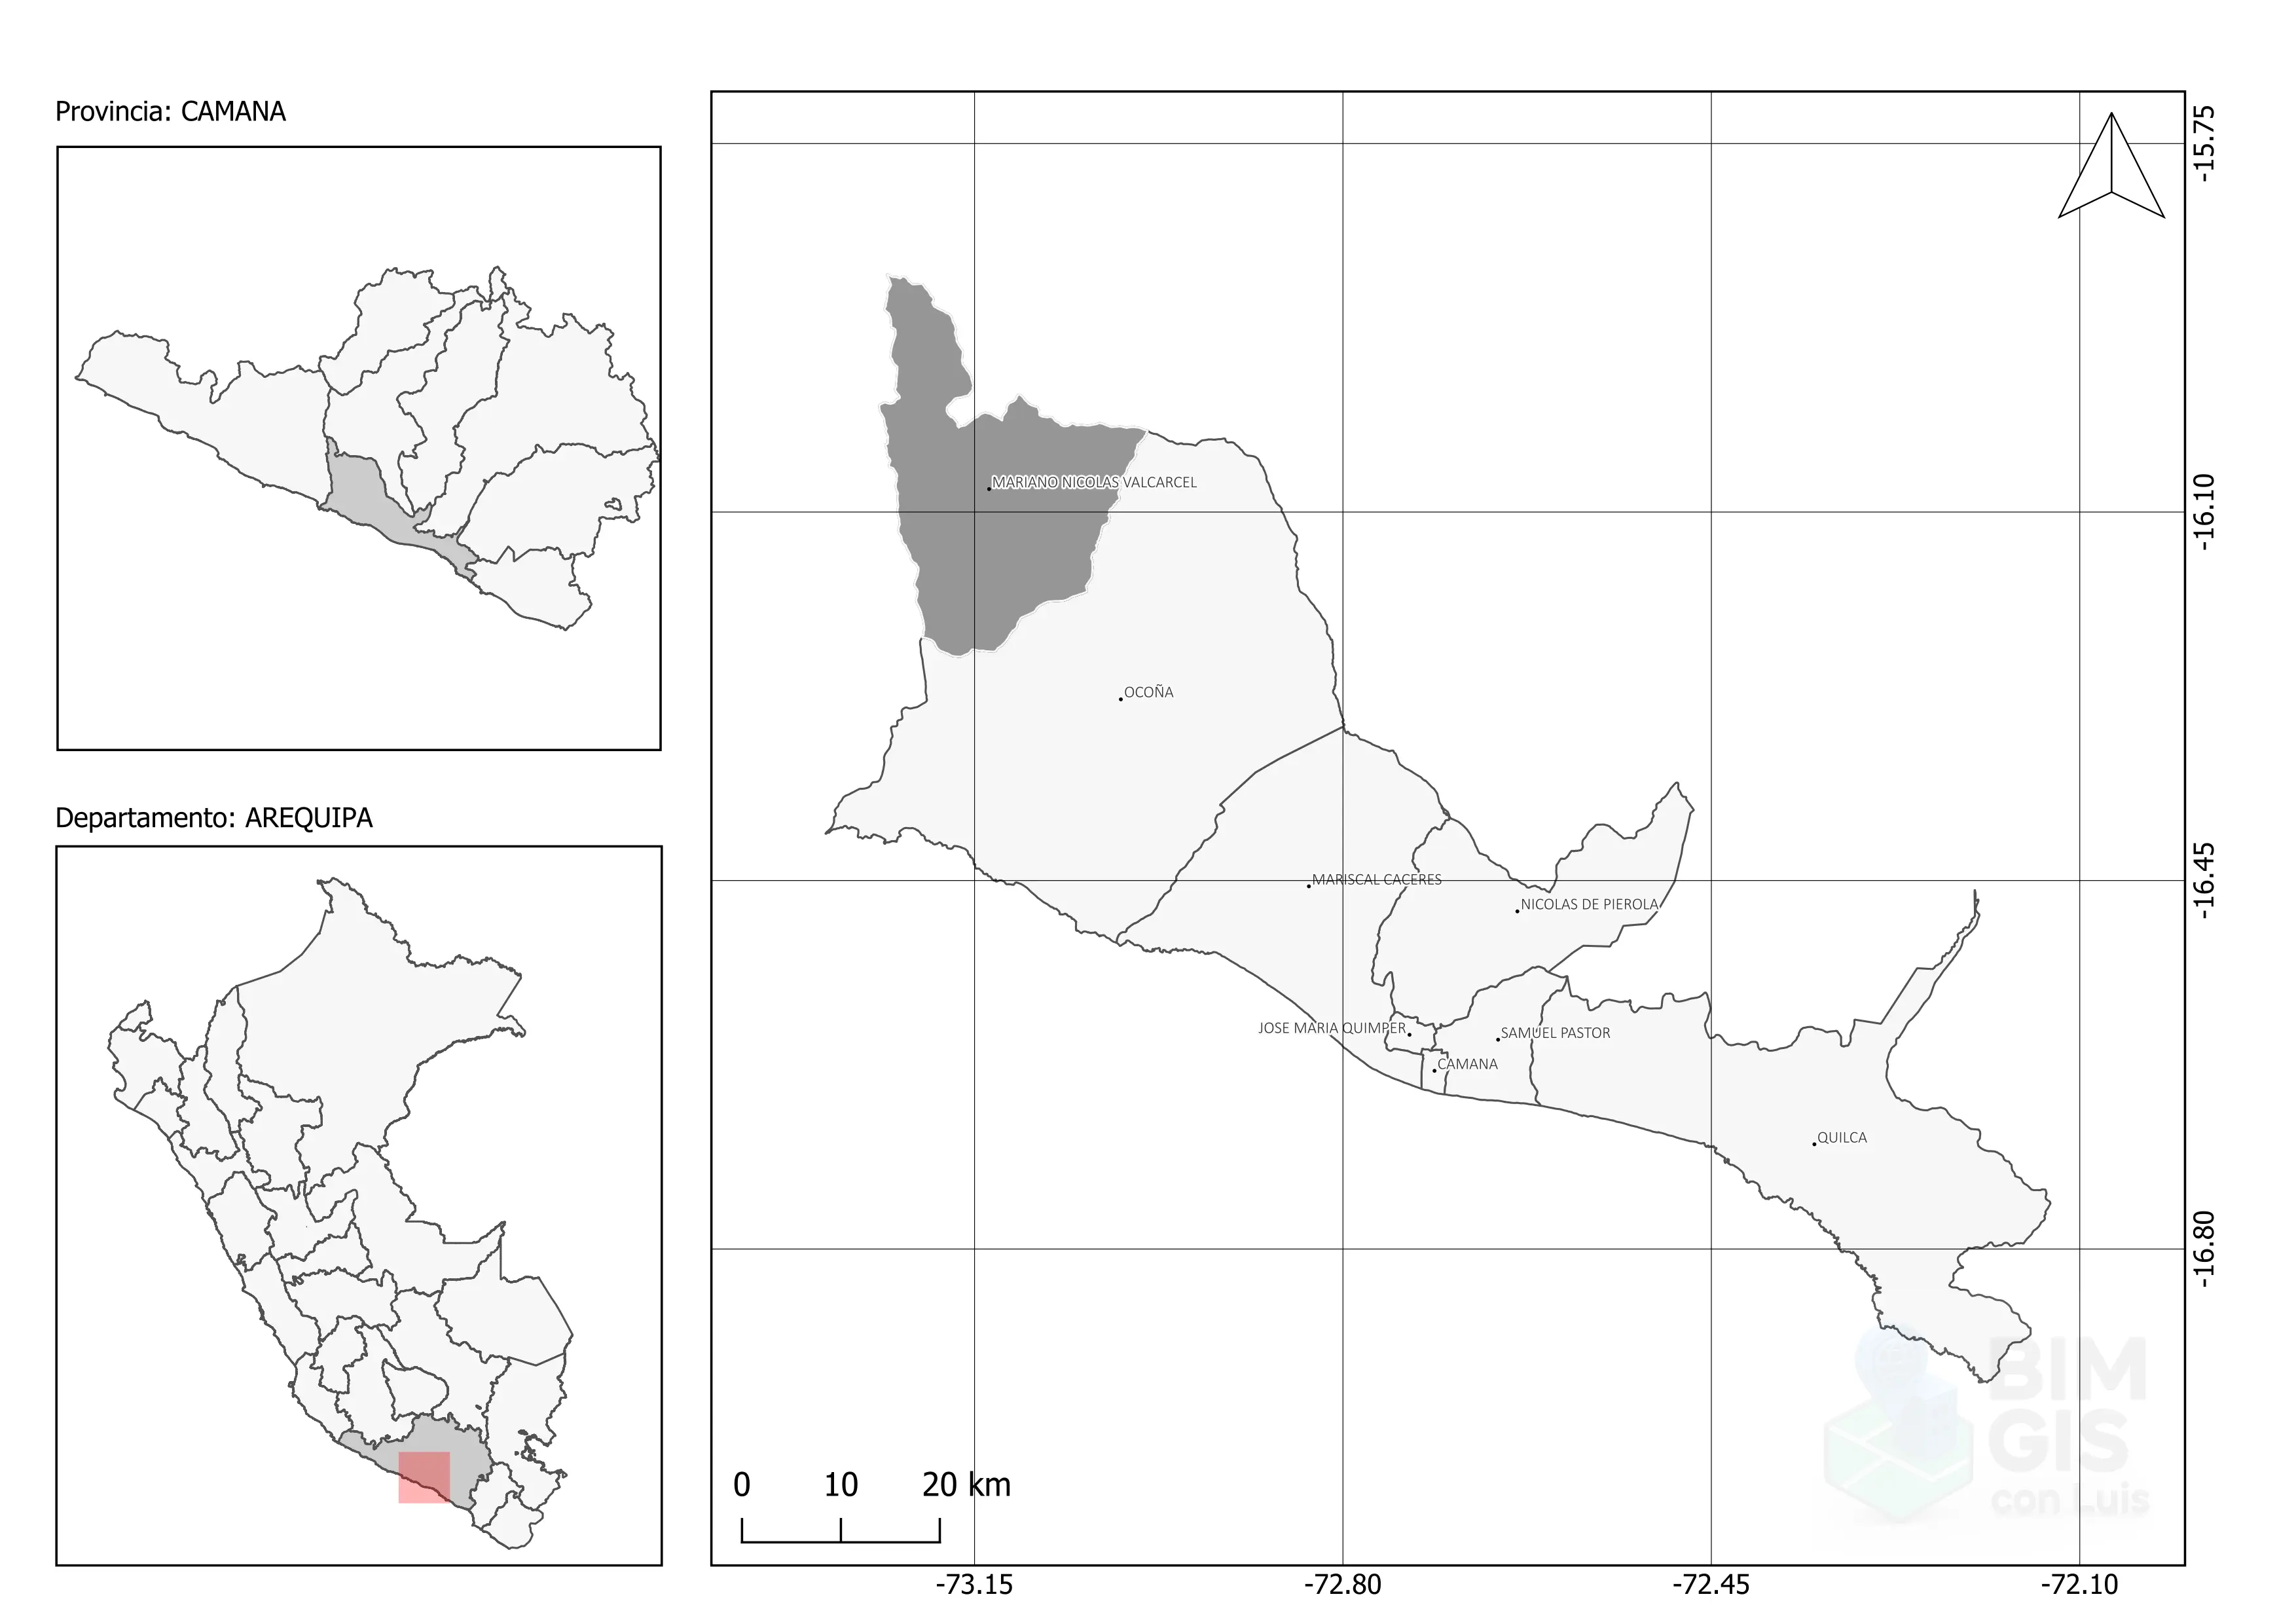 Provincia: CAMANA
Departamento: AREQUIPA
-15.75
-16.10
-16.45
-16.80
MARIANO NICOLAS VALCARCEL
OCOÑA
MARISCAL CACERES
NICOLAS DE PIEROLA
JOSE MARIA QUIMPER
SAMUEL PASTOR
CAMANA
QUILCA
BIM
GIS
con Luis
0 10 20 km
-73.15 -72.80 -72.45 -72.10